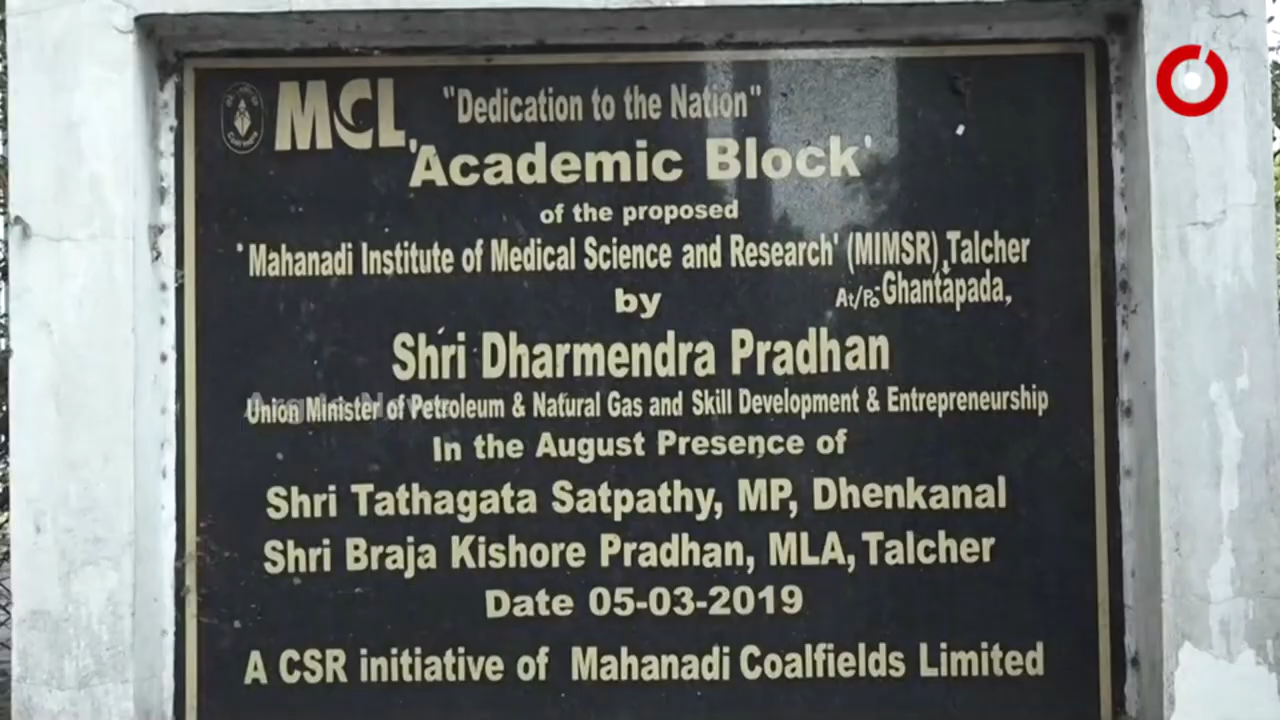 MCL
"Dedication to the Nation"
'Academic Block'
of the proposed
'Mahanadi Institute of Medical Science and Research' (MIMSR), Talcher
by
At/Po-Ghantapada,
Shri Dharmendra Pradhan
Union Minister of Petroleum & Natural Gas and Skill Development & Entrepreneurship
In the August Presence of
Shri Tathagata Satpathy, MP, Dhenkanal
Shri Braja Kishore Pradhan, MLA, Talcher
Date 05-03-2019
A CSR initiative of Mahanadi Coalfields Limited